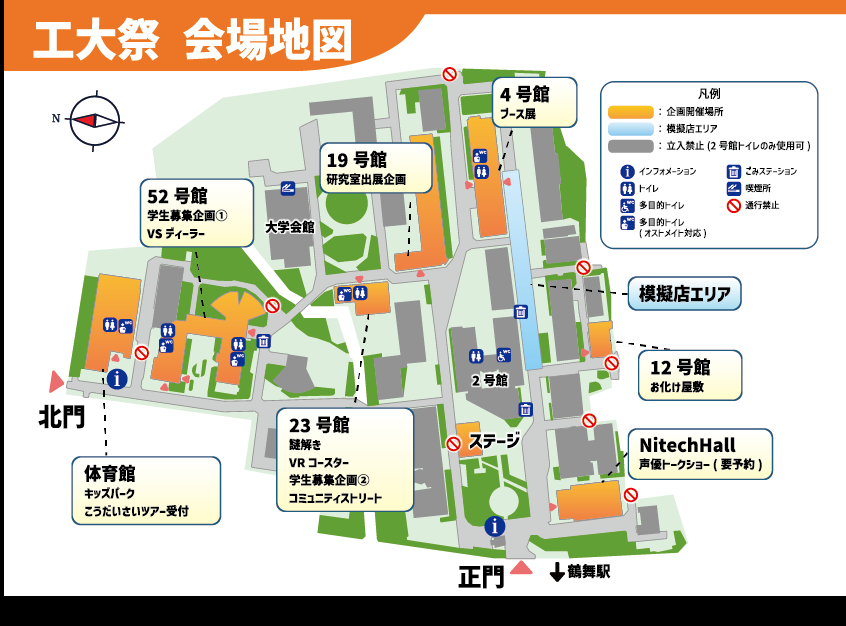 工大祭 会場地図
N
4 号館
ブース展
凡例
：企画開催場所
：模擬店エリア
：立入禁止 ( 2 号館トイレのみ使用可 )
i インフォメーション
トイレ
WC 多目的トイレ
WC 多目的トイレ
( オストメイト対応 )
ごみステーション
喫煙所
通行禁止
19 号館
研究室出展企画
52 号館
学生募集企画①
VS ディーラー
大学会館
WC
WC
模擬店エリア
WC
WC
WC
WC
2 号館
12 号館
お化け屋敷
i
北門
体育館
キッズパーク
こうだいさいツアー受付
23 号館
謎解き
VR コースター
学生募集企画②
コミュニティストリート
ステージ
NitechHall
声優トークショー ( 要予約 )
i
正門
鶴舞駅